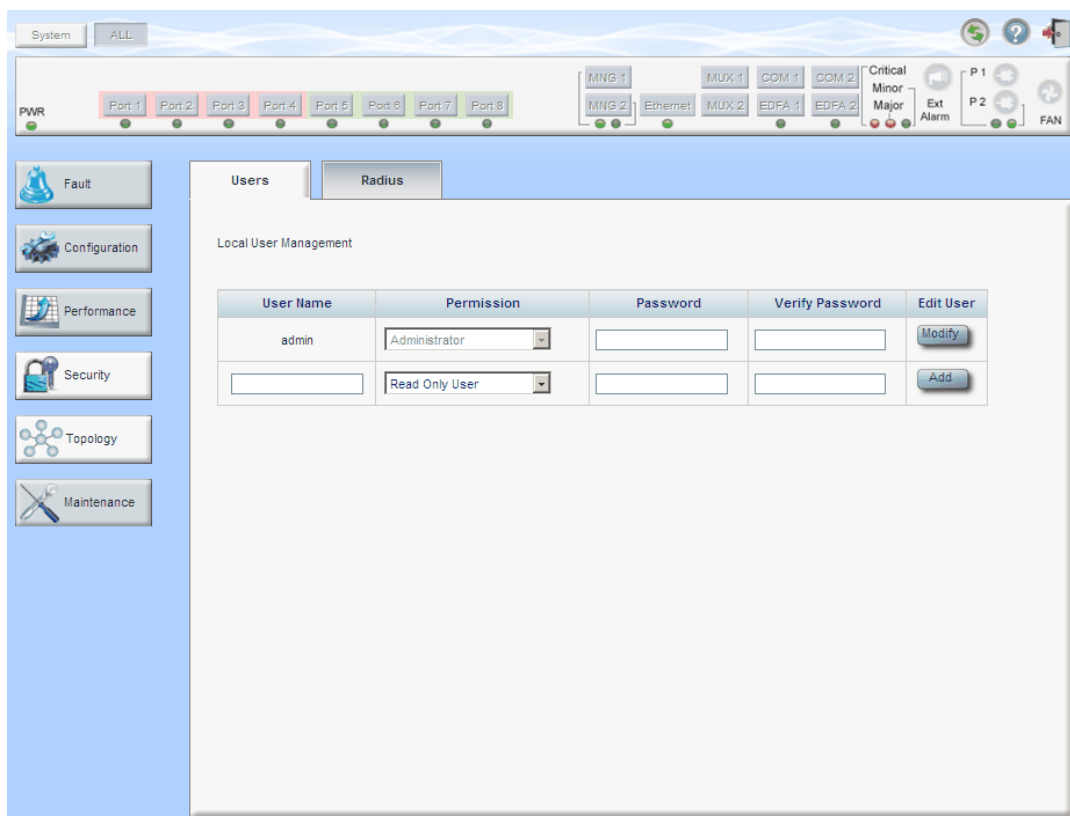 System ALL
MNG 1 MUX 1 COM 1 COM 2 Critical P 1
Minor
PWR Port 1 Port 2 Port 3 Port 4 Port 5 Port 6 Port 7 Port 8 MNG 2 Ethernet MUX 2 EDFA 1 EDFA 2 Major Ext Alarm P 2 FAN
Users Radius
Fault
Configuration
Performance
Security
Topology
Maintenance
Local User Management
User Name Permission Password Verify Password Edit User
admin Administrator Modify
Read Only User Add